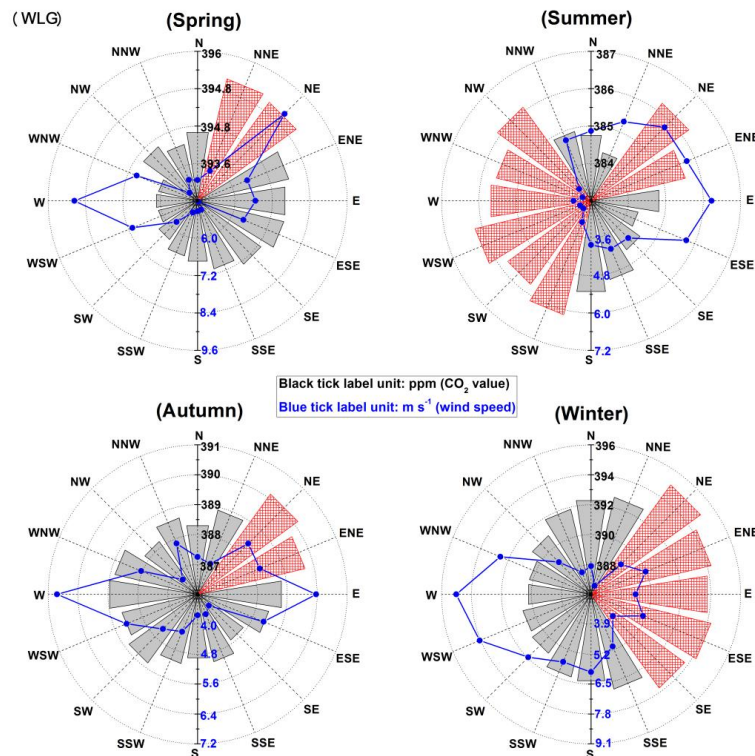 ( WLG)
(Spring)
(Summer)
N
NNE
NE
ENE
E
ESE
SE
SSE
S
SSW
SW
WSW
W
WNW
NW
NNW
396
394.8
394.8
393.6
6.0
7.2
8.4
9.6
N
NNE
NE
ENE
E
ESE
SE
SSE
S
SSW
SW
WSW
W
WNW
NW
NNW
387
386
385
384
3.6
4.8
6.0
7.2
Black tick label unit: ppm (CO₂ value)
Blue tick label unit: m s⁻¹ (wind speed)
(Autumn)
(Winter)
N
NNE
NE
ENE
E
ESE
SE
SSE
S
SSW
SW
WSW
W
WNW
NW
NNW
391
390
389
388
387
4.0
4.8
5.6
6.4
7.2
N
NNE
NE
ENE
E
ESE
SE
SSE
S
SSW
SW
WSW
W
WNW
NW
NNW
396
392
390
388
3.9
5.2
6.5
7.8
9.1